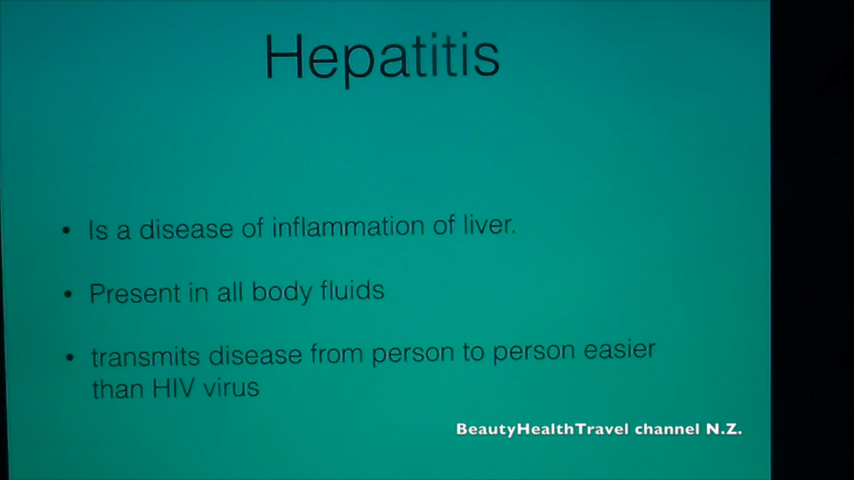 Hepatitis
• Is a disease of inflammation of liver.
• Present in all body fluids
• transmits disease from person to person easier
than HIV virus
BeautyHealthTravel channel N.Z.